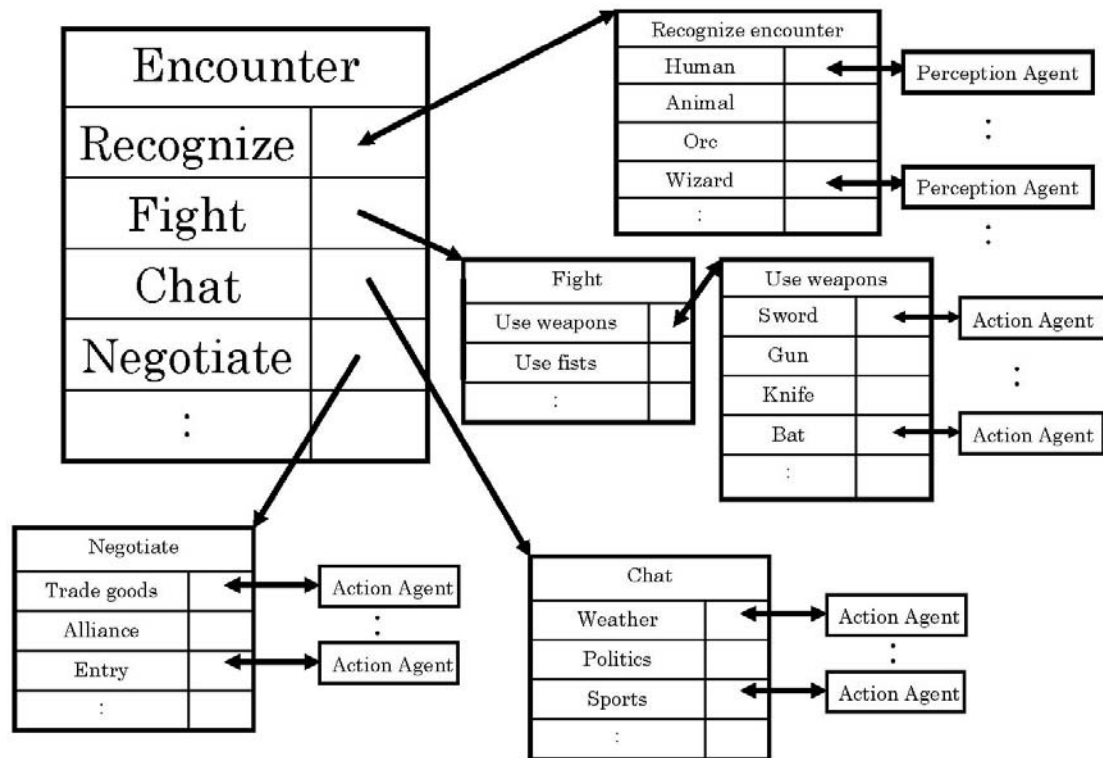 Encounter
Recognize
Fight
Chat
Negotiate
:
Recognize encounter
Human
Animal
Orc
Wizard
:
Perception Agent
:
Perception Agent
:
Fight
Use weapons
Use fists
:
Use weapons
Sword
Gun
Knife
Bat
:
Action Agent
:
Action Agent
Negotiate
Trade goods
Alliance
Entry
:
Action Agent
:
Action Agent
Chat
Weather
Politics
Sports
:
Action Agent
:
Action Agent